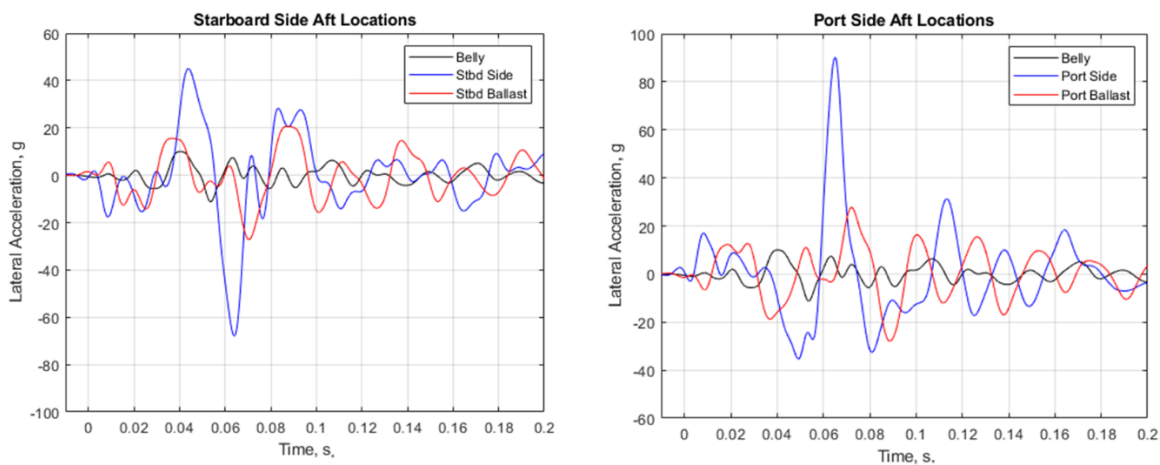 Starboard Side Aft Locations
60
40
20
0
-20
-40
-60
-80
-100
Lateral Acceleration, g
Belly
Stbd Side
Stbd Ballast
0 0.02 0.04 0.06 0.08 0.1 0.12 0.14 0.16 0.18 0.2
Time, s.
Port Side Aft Locations
100
80
60
40
20
0
-20
-40
-60
Lateral Acceleration, g
Belly
Port Side
Port Ballast
0 0.02 0.04 0.06 0.08 0.1 0.12 0.14 0.16 0.18 0.2
Time, s.